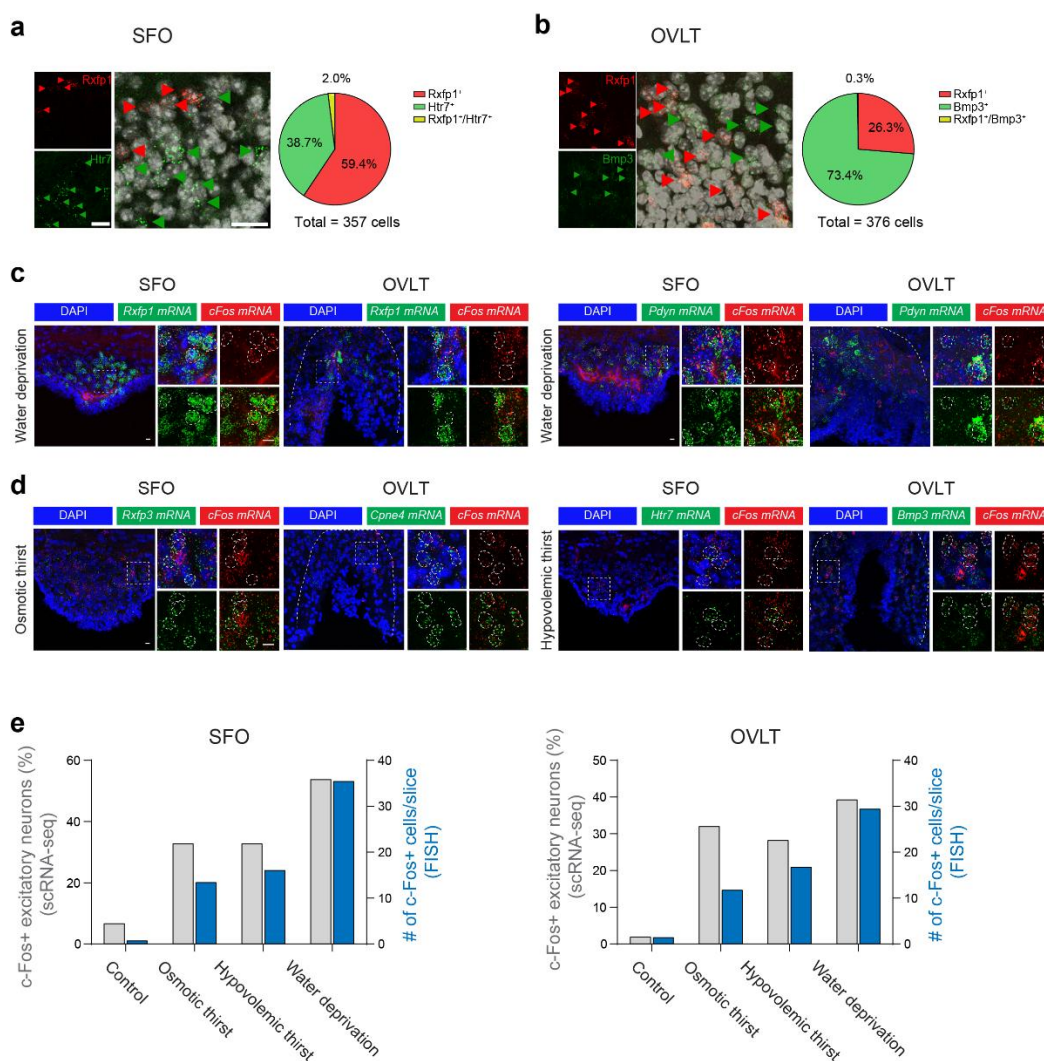 a
SFO
Rxfp1
Htr7
2.0%
38.7%
59.4%
Rxfp1⁺
Htr7⁺
Rxfp1⁺/Htr7⁺
Total = 357 cells
b
OVLT
Rxfp1
Bmp3
0.3%
26.3%
73.4%
Rxfp1⁺
Bmp3⁺
Rxfp1⁺/Bmp3⁺
Total = 376 cells
c
Water deprivation
SFO
DAPI Rxfp1 mRNA cFos mRNA
OVLT
DAPI Rxfp1 mRNA cFos mRNA
Water deprivation
SFO
DAPI Pdyn mRNA cFos mRNA
OVLT
DAPI Pdyn mRNA cFos mRNA
d
Osmotic thirst
SFO
DAPI Rxfp3 mRNA cFos mRNA
OVLT
DAPI Cpne4 mRNA cFos mRNA
Hypovolemic thirst
SFO
DAPI Htr7 mRNA cFos mRNA
OVLT
DAPI Bmp3 mRNA cFos mRNA
e
SFO
c-Fos+ excitatory neurons (%)
(scRNA-seq)
60
40
20
0
40
30
20
10
0
# of c-Fos+ cells/slice
(FISH)
Control
Osmotic thirst
Hypovolemic thirst
Water deprivation
OVLT
c-Fos+ excitatory neurons (%)
(scRNA-seq)
50
40
30
20
10
0
40
30
20
10
0
# of c-Fos+ cells/slice
(FISH)
Control
Osmotic thirst
Hypovolemic thirst
Water deprivation